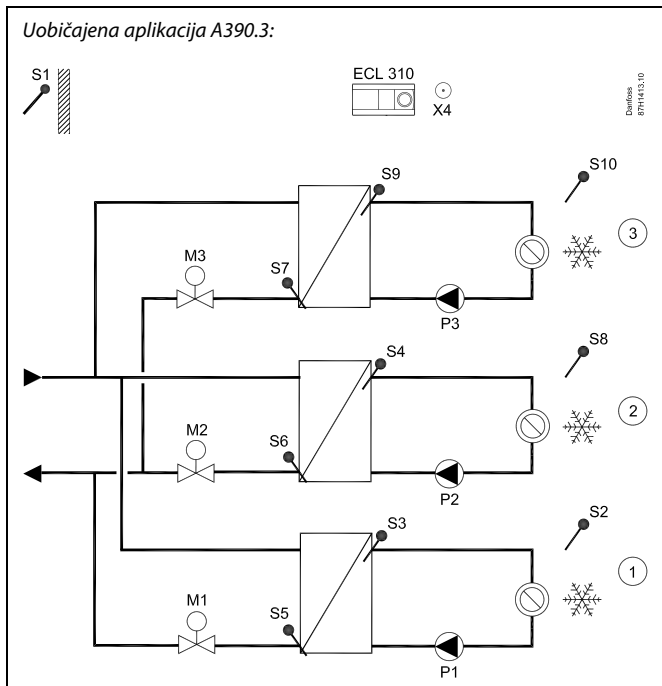 Uobičajena aplikacija A390.3:
S1
ECL 310
X4
Danfoss
87H1413.10
S9
S10
3
M3
S7
P3
S4
S8
2
M2
S6
P2
S3
S2
1
M1
S5
P1